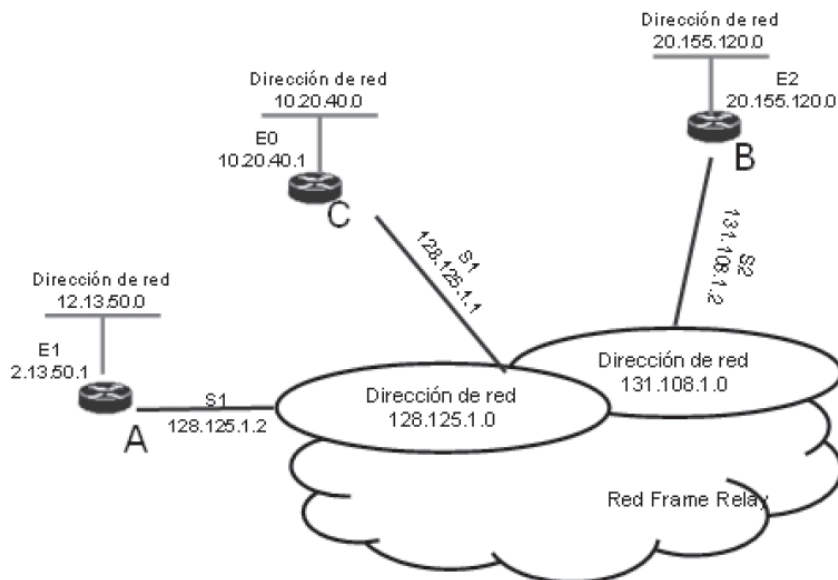 Dirección de red
20.155.120.0
E2
20.155.120.0
B
Dirección de red
10.20.40.0
E0
10.20.40.1
C
S1
128.125.1.1
S2
131.108.1.2
Dirección de red
12.13.50.0
E1
2.13.50.1
A
S1
128.125.1.2
Dirección de red
128.125.1.0
Dirección de red
131.108.1.0
Red Frame Relay